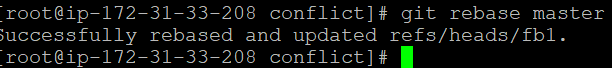 [root@ip-172-31-33-208 conflict]# git rebase master
Successfully rebased and updated refs/heads/fb1.
[root@ip-172-31-33-208 conflict]#